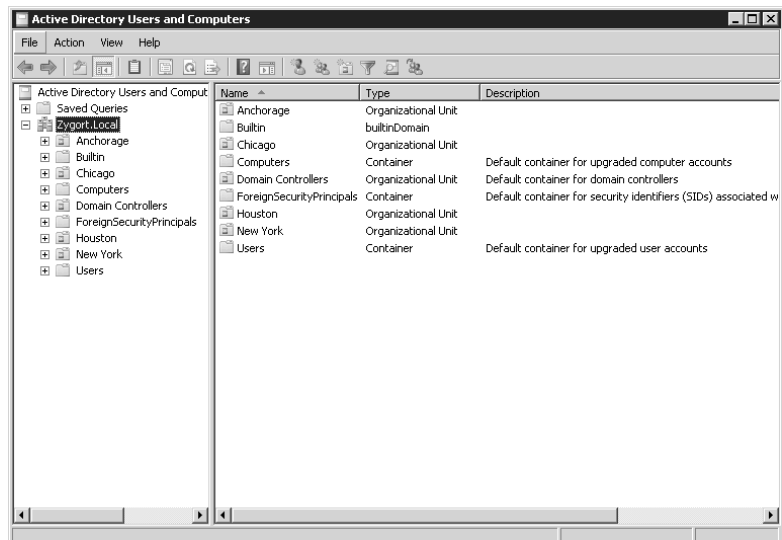 Active Directory Users and Computers
File Action View Help
Active Directory Users and Comput
Saved Queries
Zygort.Local
Anchorage
Builtin
Chicago
Computers
Domain Controllers
ForeignSecurityPrincipals
Houston
New York
Users
Name Type Description
Anchorage Organizational Unit
Builtin builtinDomain
Chicago Organizational Unit
Computers Container Default container for upgraded computer accounts
Domain Controllers Organizational Unit Default container for domain controllers
ForeignSecurityPrincipals Container Default container for security identifiers (SIDs) associated w
Houston Organizational Unit
New York Organizational Unit
Users Container Default container for upgraded user accounts